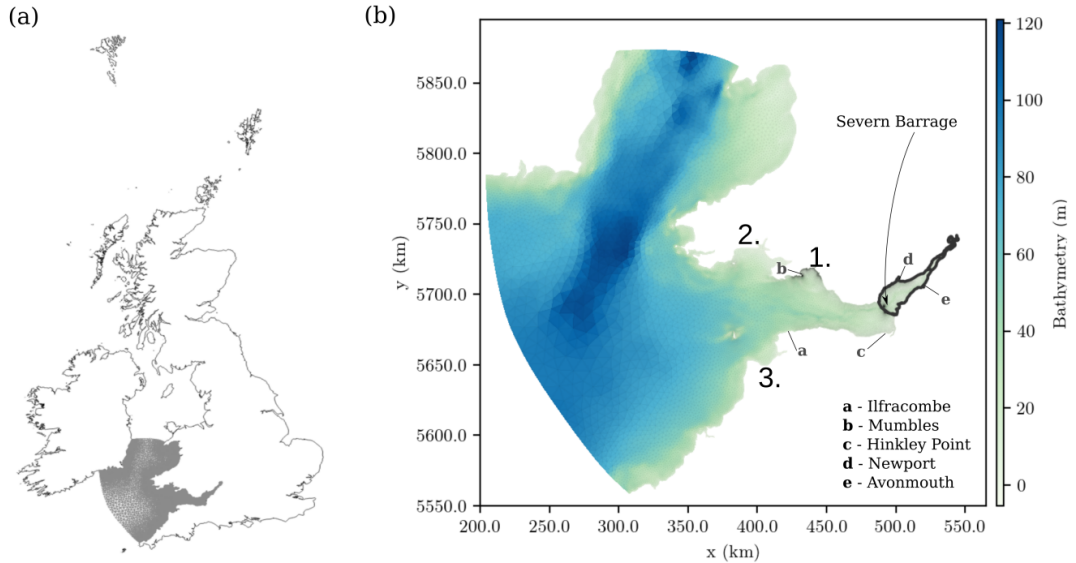 (a)
(b)
5850.0
5800.0
5750.0
5700.0
5650.0
5600.0
5550.0
y (km)
200.0 250.0 300.0 350.0 400.0 450.0 500.0 550.0
x (km)
Severn Barrage
2.
1.
3.
b
d
e
a
c
a - Ilfracombe
b - Mumbles
c - Hinkley Point
d - Newport
e - Avonmouth
120
100
80
60
40
20
0
Bathymetry (m)